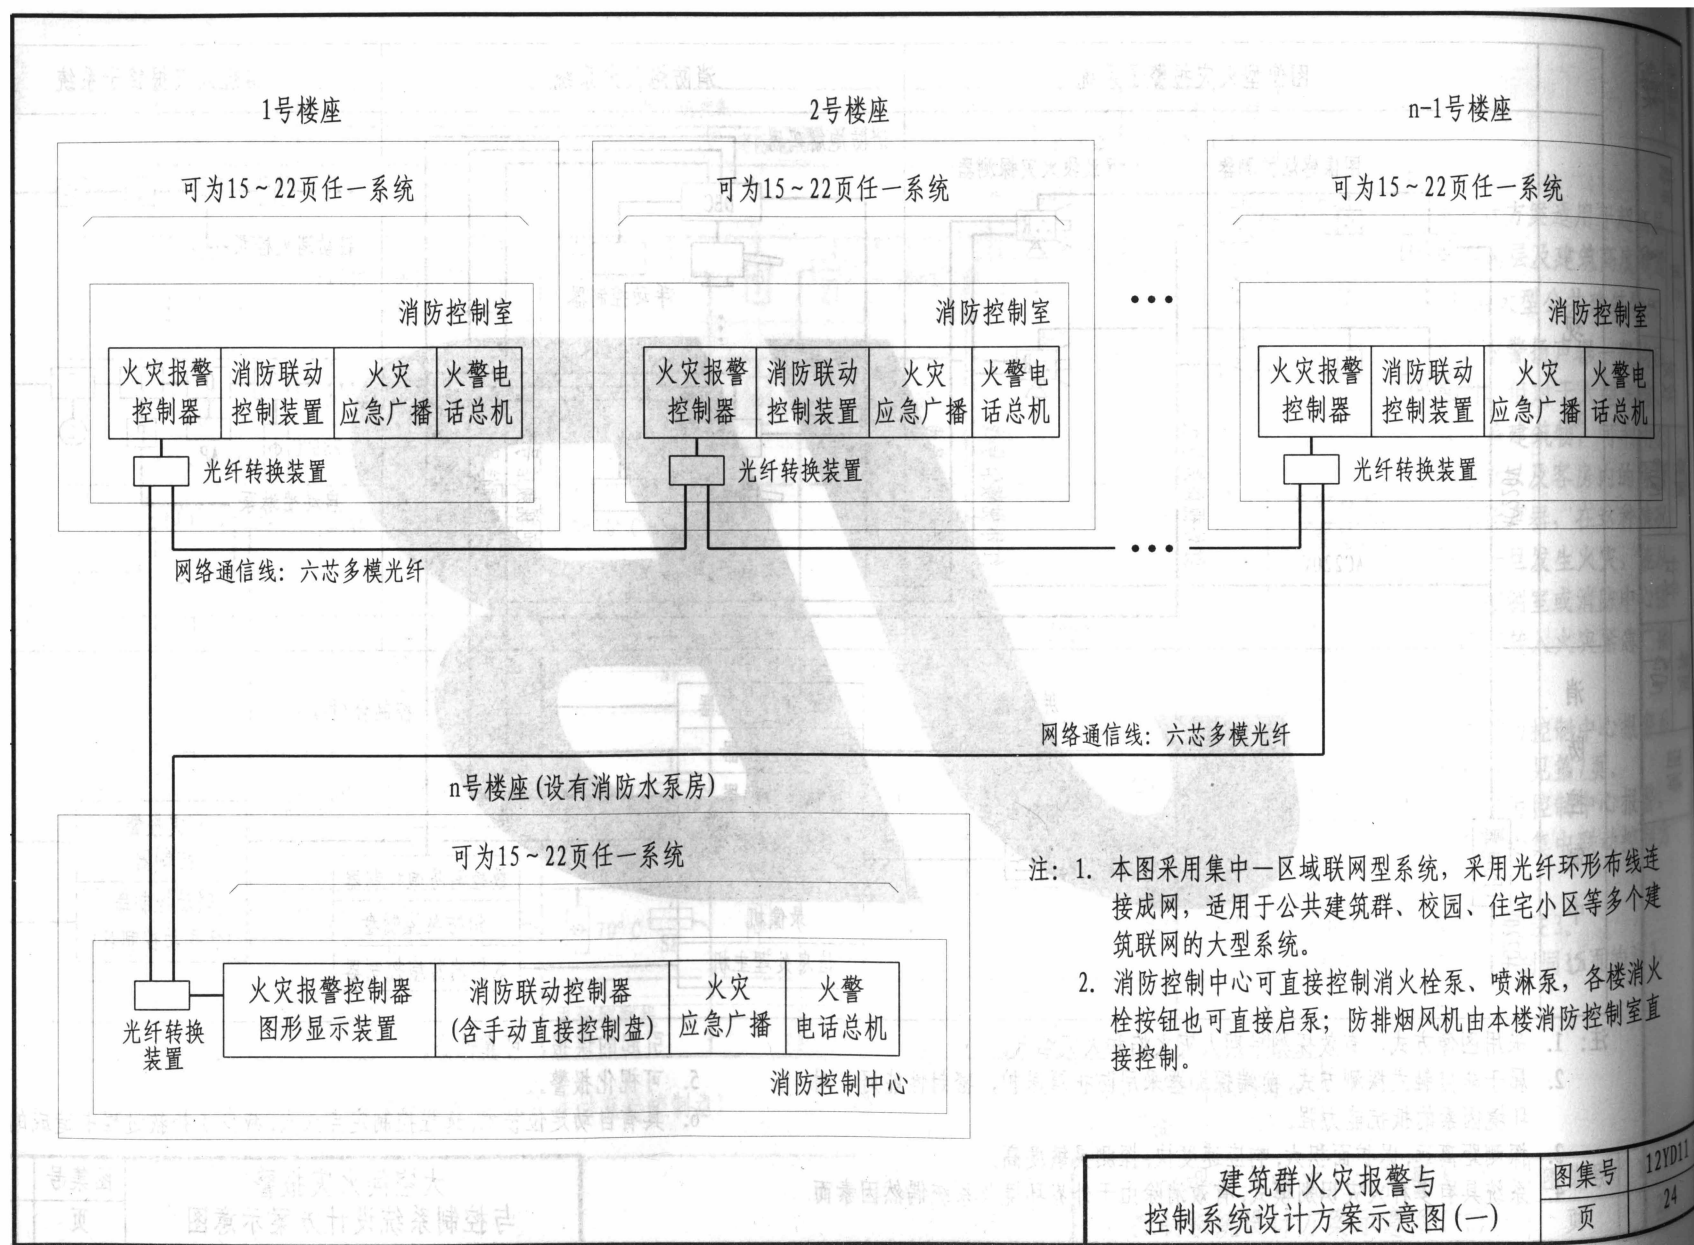 1号楼座
2号楼座
n-1号楼座
可为15~22页任一系统
可为15~22页任一系统
可为15~22页任一系统
消防控制室
消防控制室
消防控制室
火灾报警
控制器
消防联动
控制装置
火灾
应急广播
火警电
话总机
火灾报警
控制器
消防联动
控制装置
火灾
应急广播
火警电
话总机
火灾报警
控制器
消防联动
控制装置
火灾
应急广播
火警电
话总机
光纤转换装置
光纤转换装置
光纤转换装置
网络通信线：六芯多模光纤
网络通信线：六芯多模光纤
n号楼座(设有消防水泵房)
可为15~22页任一系统
火灾报警控制器
图形显示装置
消防联动控制器
(含手动直接控制盘)
火灾
应急广播
火警
电话总机
光纤转换
装置
消防控制中心
注：1. 本图采用集中一区域联网型系统，采用光纤环形布线连
接成网，适用于公共建筑群、校园、住宅小区等多个建
筑联网的大型系统。
2. 消防控制中心可直接控制消火栓泵、喷淋泵，各楼消火
栓按钮也可直接启泵；防排烟风机由本楼消防控制室直
接控制。
建筑群火灾报警与
控制系统设计方案示意图(一)
图集号
12YD11
页
24